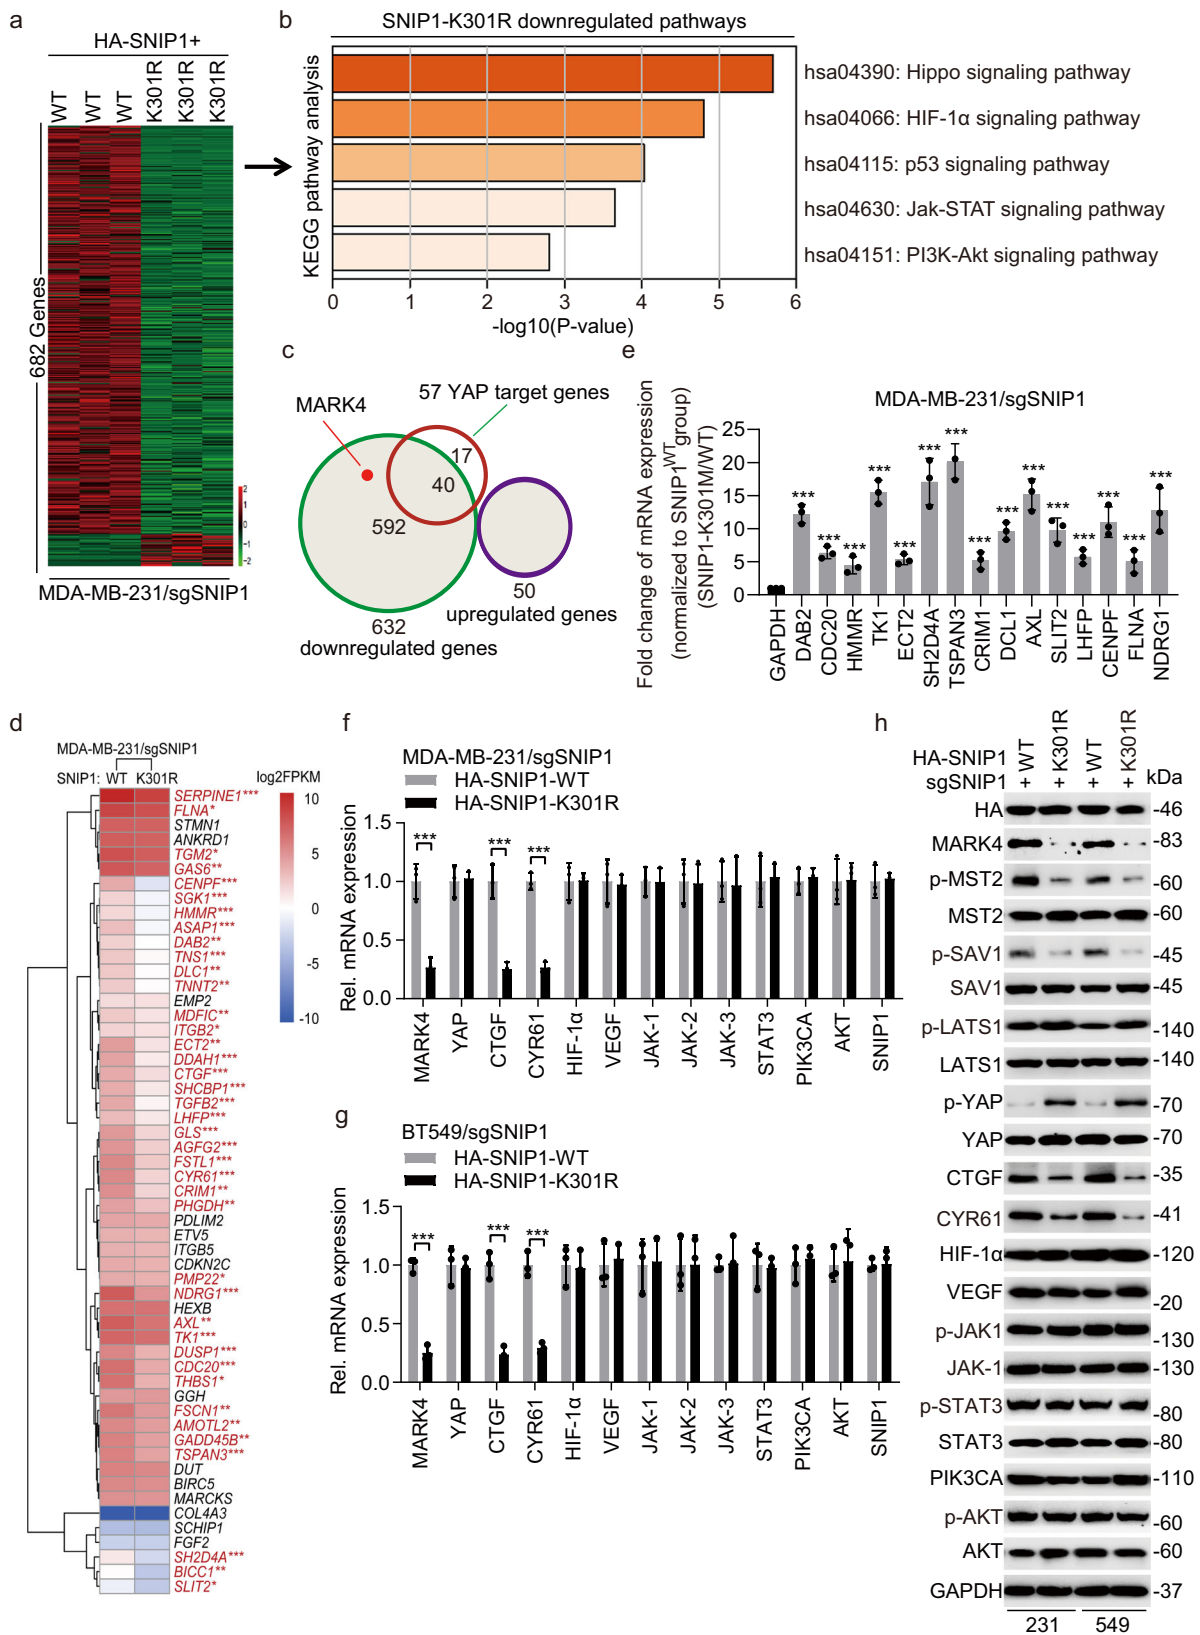 a
HA-SNIP1+
WT
WT
WT
K301R
K301R
K301R
682 Genes
2
1
0
-1
-2
MDA-MB-231/sgSNIP1
b
SNIP1-K301R downregulated pathways
KEGG pathway analysis
hsa04390: Hippo signaling pathway
hsa04066: HIF-1α signaling pathway
hsa04115: p53 signaling pathway
hsa04630: Jak-STAT signaling pathway
hsa04151: PI3K-Akt signaling pathway
0 1 2 3 4 5 6
-log10(P-value)
c
MARK4
57 YAP target genes
17
40
592
50
upregulated genes
632
downregulated genes
e
MDA-MB-231/sgSNIP1
Fold change of mRNA expression
(normalized to SNIP1WT group)
(SNIP1-K301M/WT)
25
20
15
10
5
0
*** *** *** *** *** *** *** *** *** *** *** *** *** *** ***
GAPDH
DAB2
CDC20
HMMR
TK1
ECT2
SH2D4A
TSPAN3
CRIM1
DCL1
AXL
SLIT2
LHFP
CENPF
FLNA
NDRG1
d
MDA-MB-231/sgSNIP1
SNIP1: WT K301R
log2FPKM
10
5
0
-5
-10
SERPINE1***
FLNA*
STMN1
ANKRD1
TGM2*
GAS6**
CENPF***
SGK1***
HMMR***
ASAP1***
DAB2**
TNS1***
DLC1**
TNNT2**
EMP2
MDFIC**
ITGB2*
ECT2**
DDAH1***
CTGF***
SHCBP1***
TGFB2***
LHFP***
GLS***
AGFG2***
FSTL1***
CYR61***
CRIM1**
PHGDH**
PDLIM2
ETV5
ITGB5
CDKN2C
PMP22*
NDRG1***
HEXB
AXL**
TK1***
DUSP1***
CDC20***
THBS1*
GGH
FSCN1**
AMOTL2**
GADD45B**
TSPAN3***
DUT
BIRC5
MARCKS
COL4A3
SCHIP1
FGF2
SH2D4A***
BICC1**
SLIT2*
f
MDA-MB-231/sgSNIP1
HA-SNIP1-WT
HA-SNIP1-K301R
Rel. mRNA expression
1.5
1.0
0.5
0.0
*** *** ***
MARK4
YAP
CTGF
CYR61
HIF-1α
VEGF
JAK-1
JAK-2
JAK-3
STAT3
PIK3CA
AKT
SNIP1
g
BT549/sgSNIP1
HA-SNIP1-WT
HA-SNIP1-K301R
Rel. mRNA expression
1.5
1.0
0.5
0.0
*** *** ***
MARK4
YAP
CTGF
CYR61
HIF-1α
VEGF
JAK-1
JAK-2
JAK-3
STAT3
PIK3CA
AKT
SNIP1
h
HA-SNIP1 WT K301R WT K301R
sgSNIP1 + + + + kDa
HA -46
MARK4 -83
p-MST2 -60
MST2 -60
p-SAV1 -45
SAV1 -45
p-LATS1 -140
LATS1 -140
p-YAP -70
YAP -70
CTGF -35
CYR61 -41
HIF-1α -120
VEGF -20
p-JAK1 -130
JAK-1 -130
p-STAT3 -80
STAT3 -80
PIK3CA -110
p-AKT -60
AKT -60
GAPDH -37
231 549